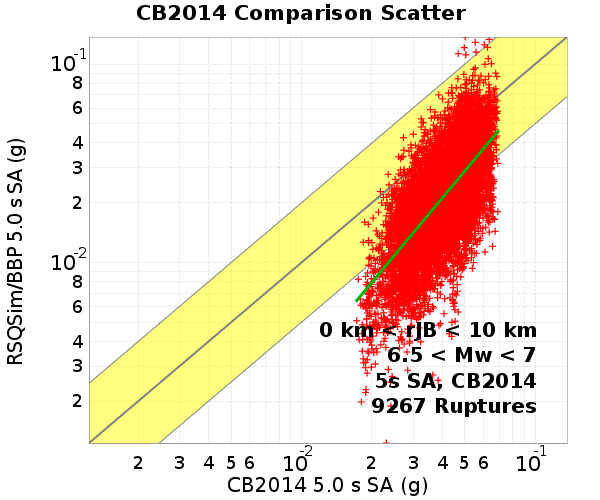 CB2014 Comparison Scatter
RSQSim/BBP 5.0 s SA (g)
10^-1
8
6
4
3
2
10^-2
8
6
4
3
2
0 km < rJB < 10 km
6.5 < Mw < 7
5s SA, CB2014
9267 Ruptures
2 3 4 5 6 10^-2 2 3 4 5 6 10^-1
CB2014 5.0 s SA (g)